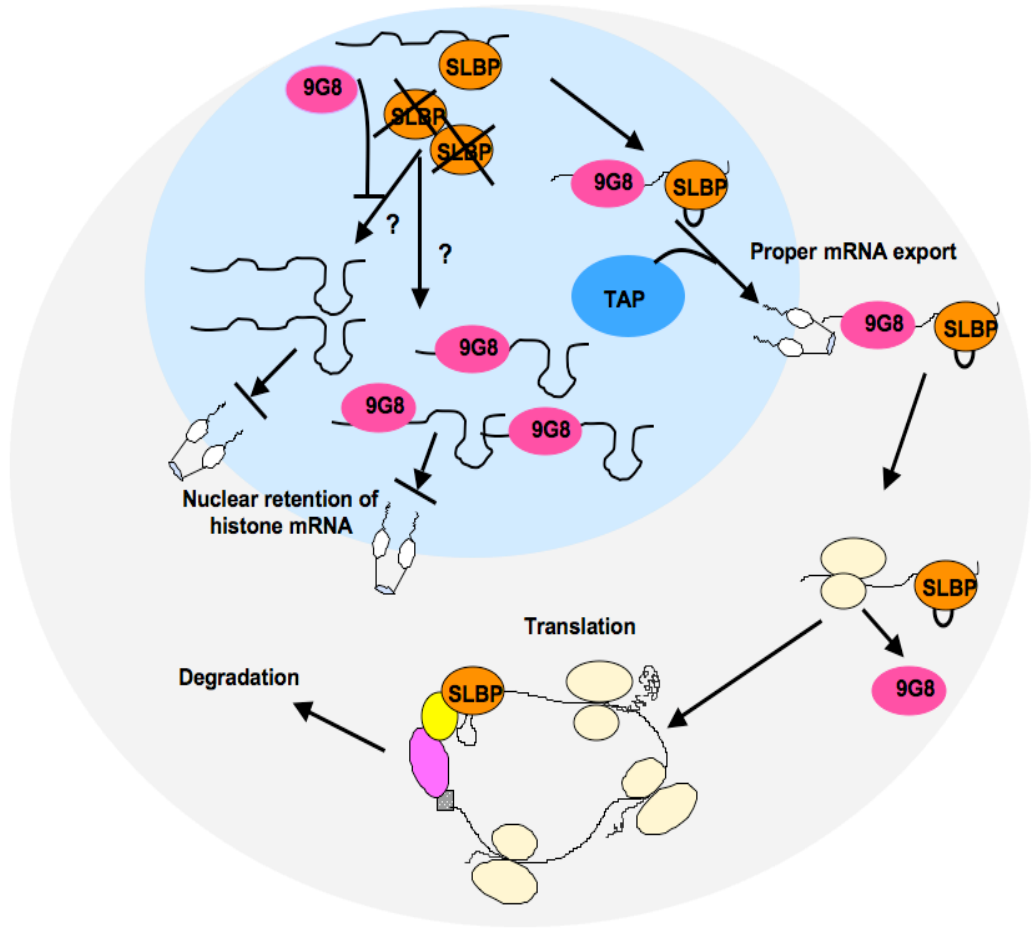 SLBP
9G8
SLBP
SLBP
9G8
SLBP
?
?
Proper mRNA export
TAP
9G8
SLBP
9G8
9G8
9G8
Nuclear retention of
histone mRNA
SLBP
Translation
Degradation
SLBP
9G8